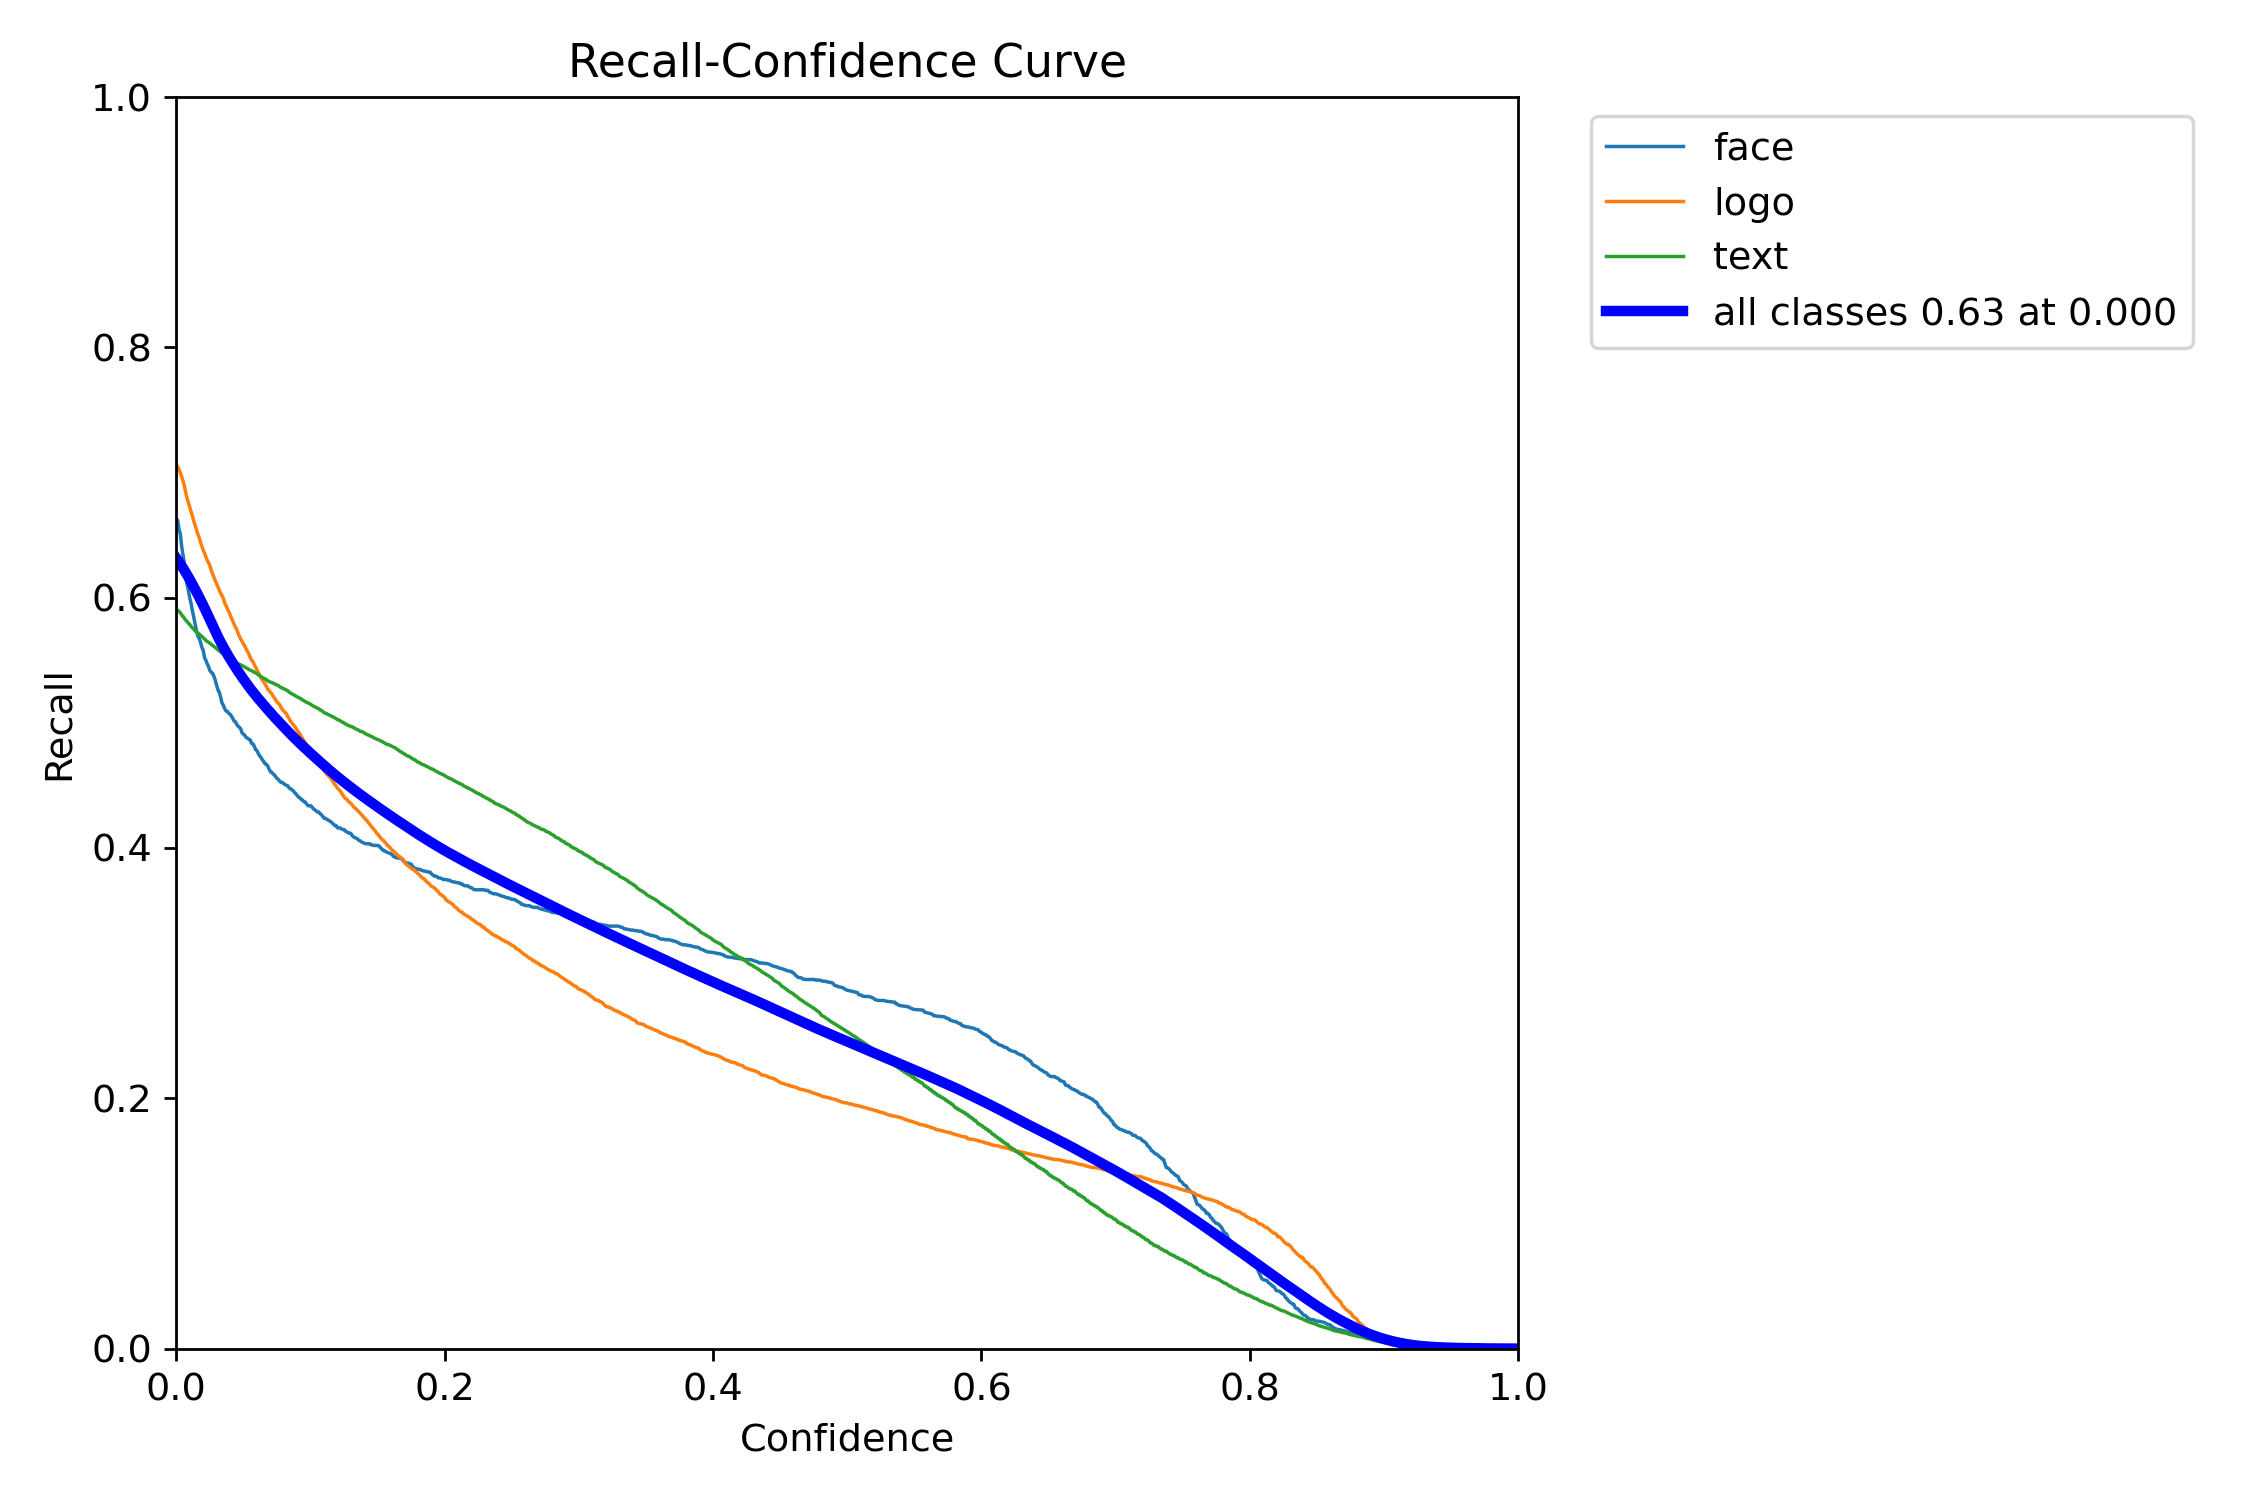 Recall-Confidence Curve
1.0
0.8
0.6
0.4
0.2
0.0
Recall
0.0 0.2 0.4 0.6 0.8 1.0
Confidence
face
logo
text
all classes 0.63 at 0.000